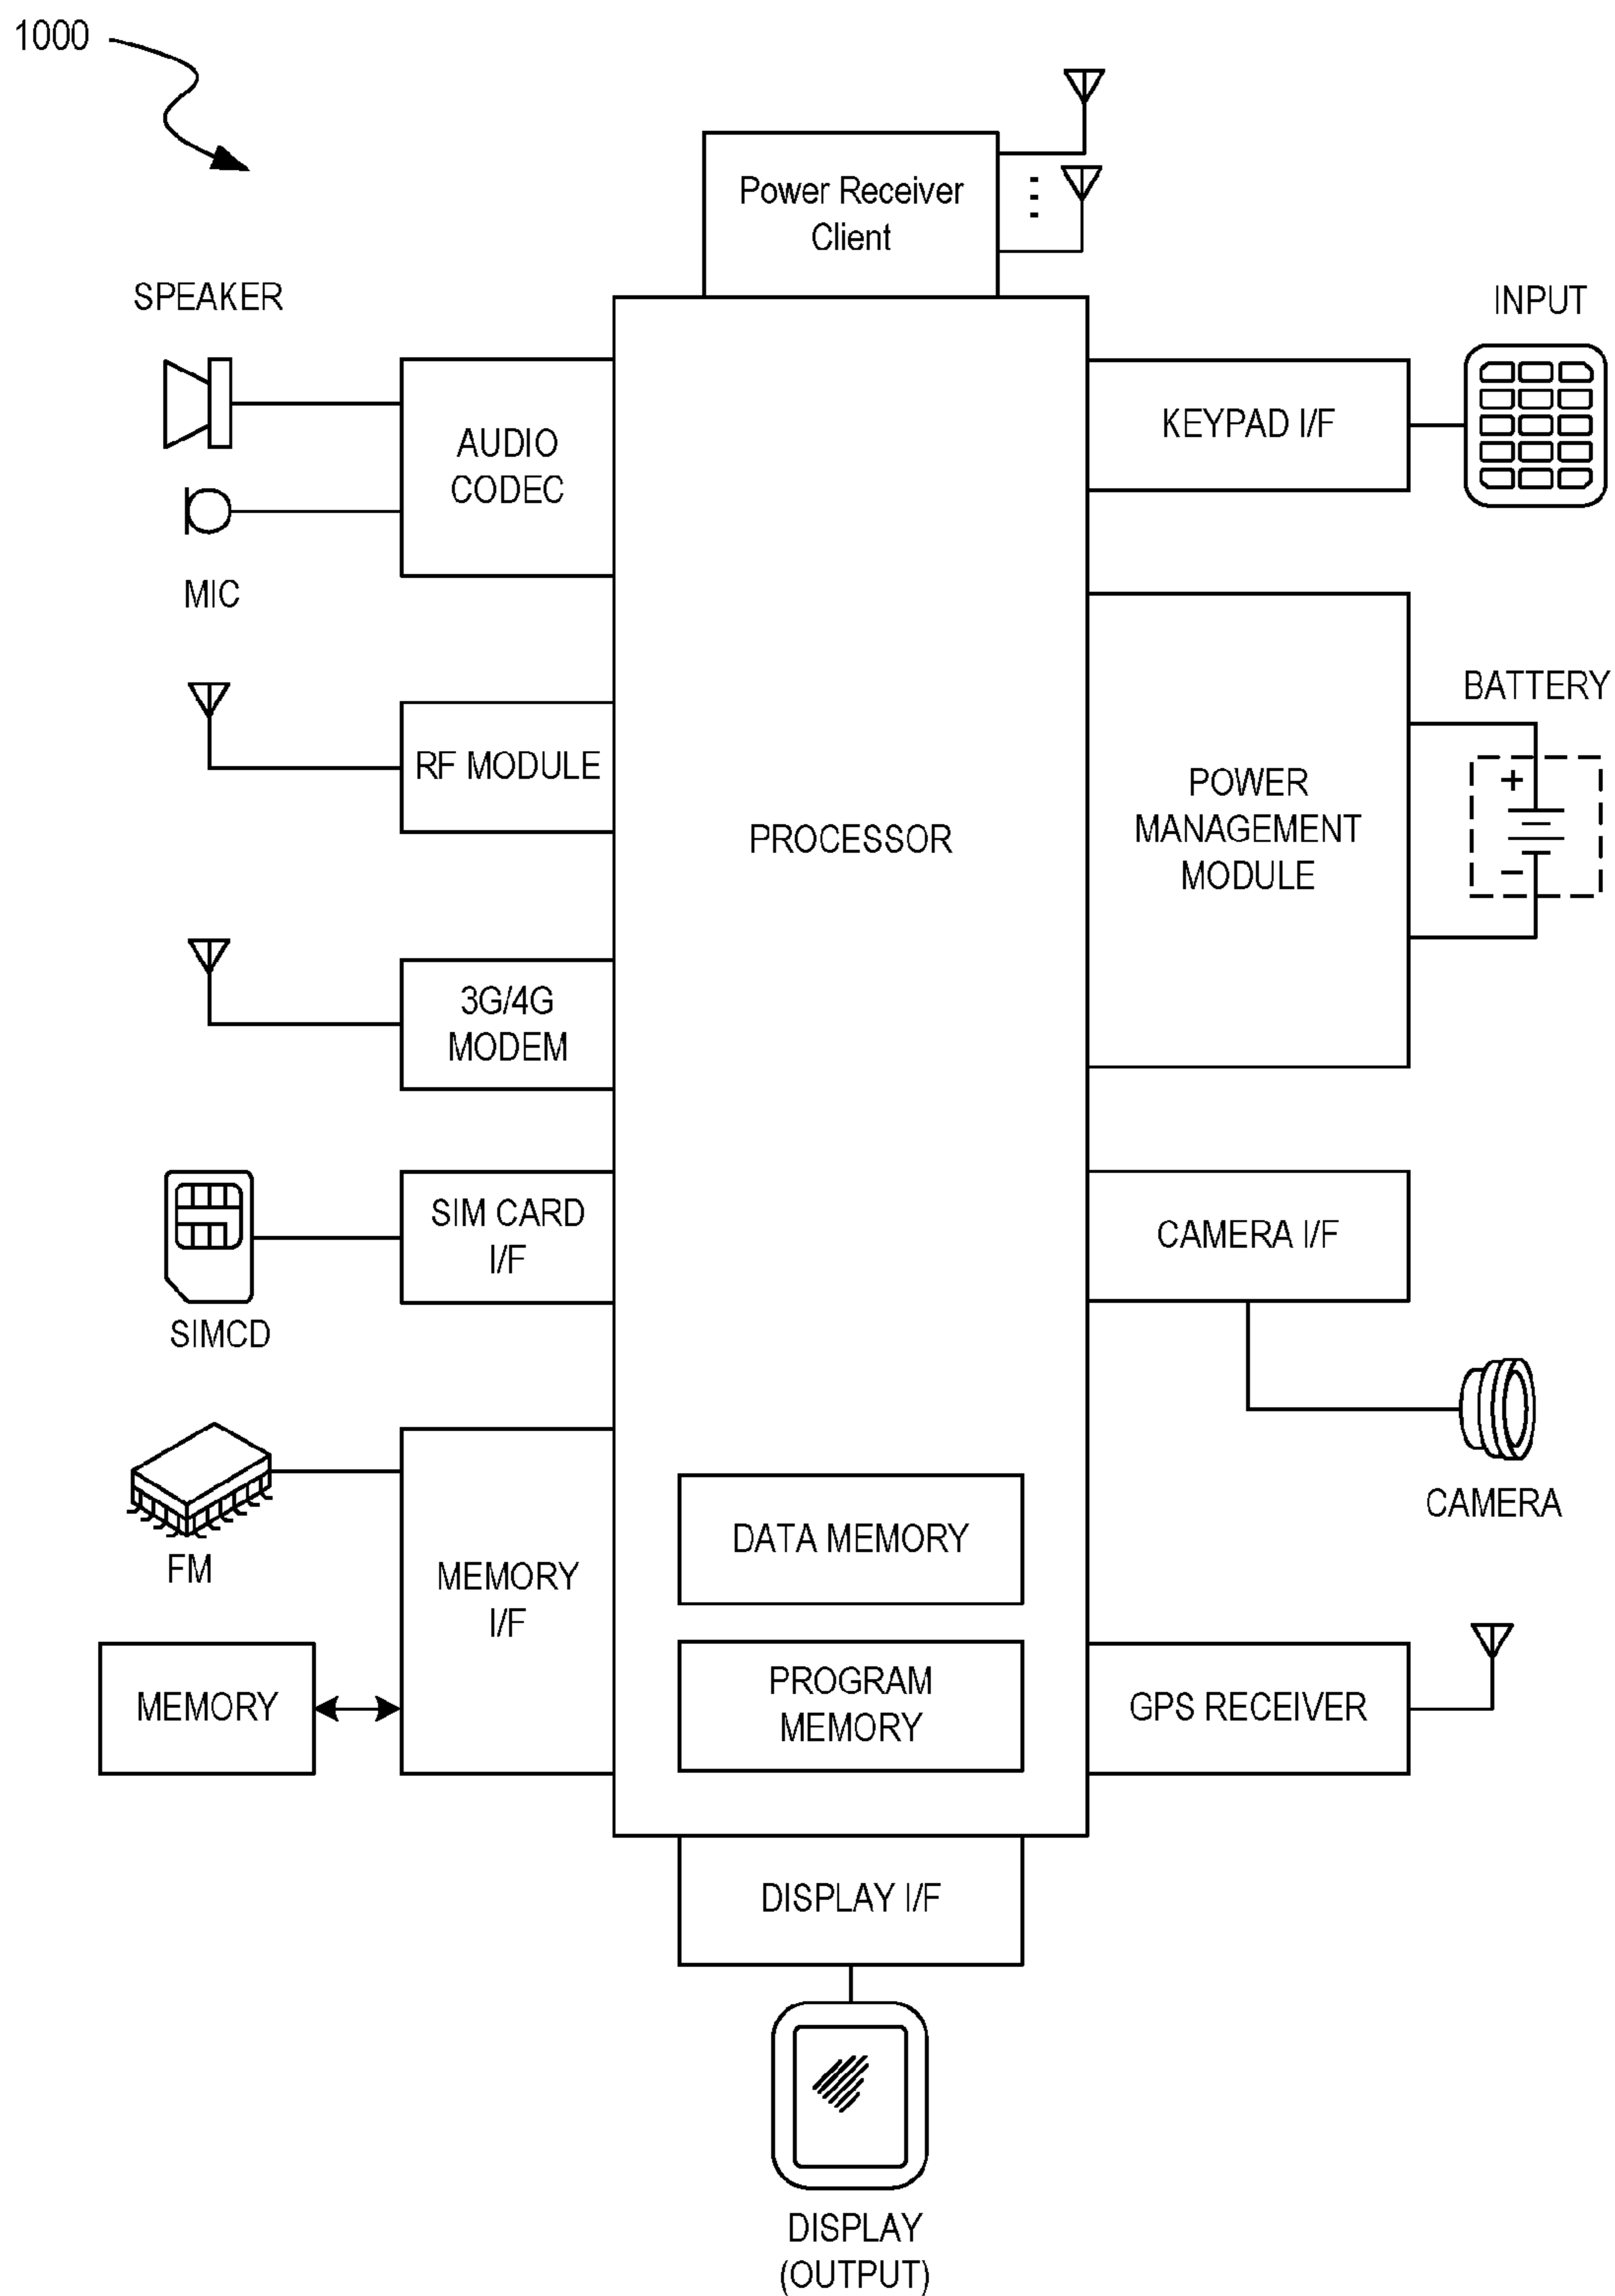 1000
Power Receiver
Client
SPEAKER
INPUT
AUDIO
CODEC
KEYPAD I/F
MIC
BATTERY
RF MODULE
PROCESSOR
POWER
MANAGEMENT
MODULE
+
−
3G/4G
MODEM
SIM CARD
I/F
SIMCD
CAMERA I/F
CAMERA
FM
MEMORY
I/F
DATA MEMORY
MEMORY
PROGRAM
MEMORY
GPS RECEIVER
DISPLAY I/F
DISPLAY
(OUTPUT)